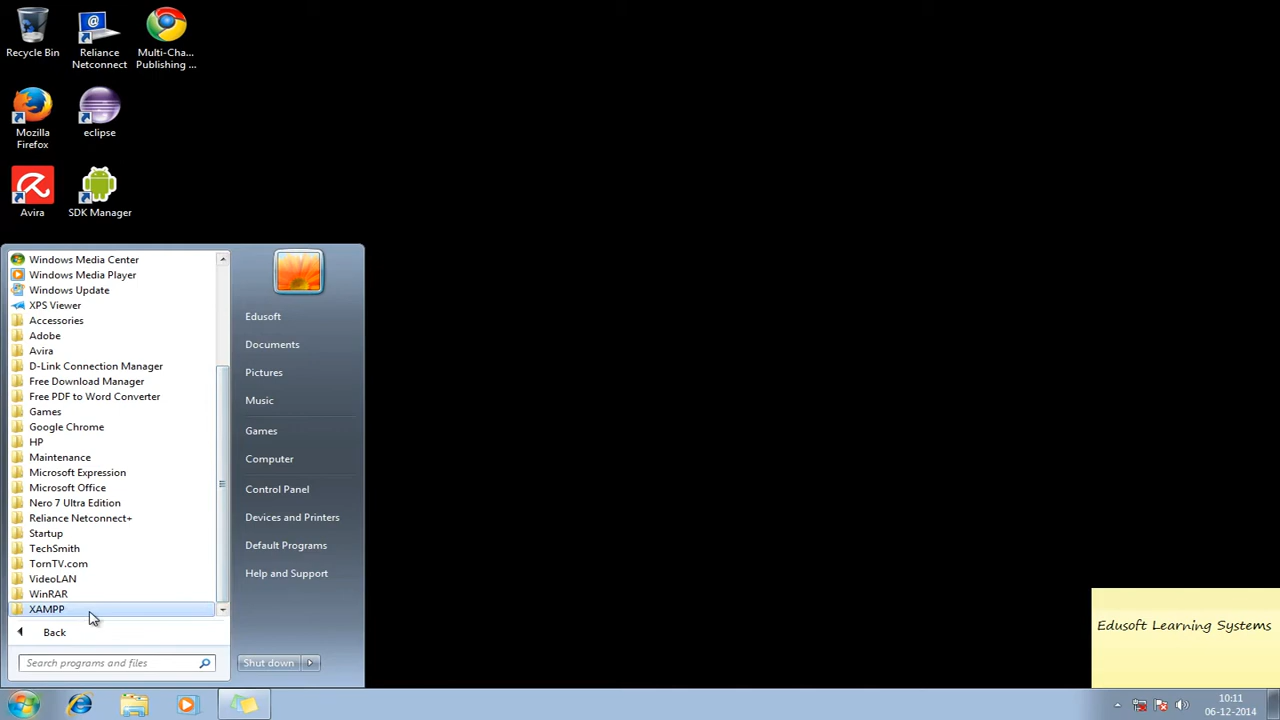 Recycle Bin
Reliance
Netconnect
Multi-Cha...
Publishing ...
Mozilla
Firefox
eclipse
Avira
SDK Manager
Windows Media Center
Windows Media Player
Windows Update
XPS Viewer
Accessories
Adobe
Avira
D-Link Connection Manager
Free Download Manager
Free PDF to Word Converter
Games
Google Chrome
HP
Maintenance
Microsoft Expression
Microsoft Office
Nero 7 Ultra Edition
Reliance Netconnect+
Startup
TechSmith
TornTV.com
VideoLAN
WinRAR
XAMPP
Back
Search programs and files
Edusoft
Documents
Pictures
Music
Games
Computer
Control Panel
Devices and Printers
Default Programs
Help and Support
Shut down
Edusoft Learning Systems
10:11
06-12-2014